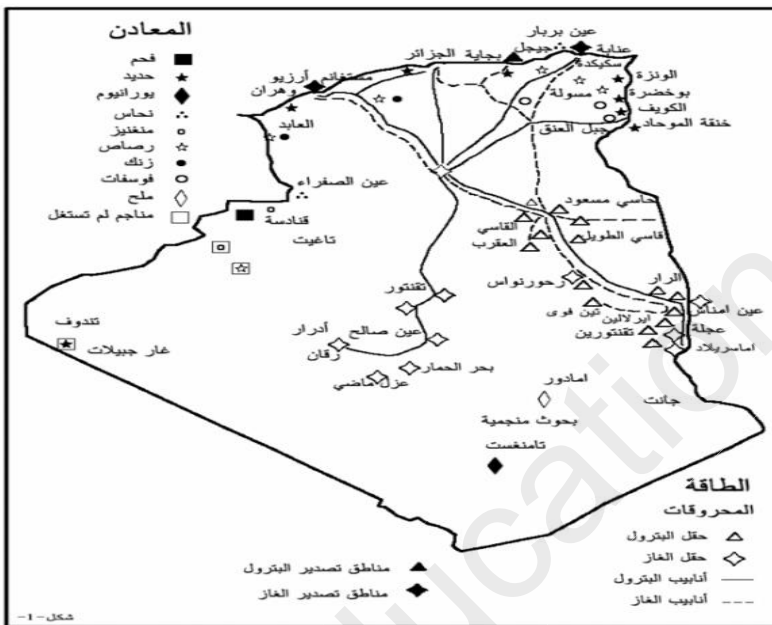 المعادن
فحم
حديد
يورانيوم
نحاس
منغنيز
رصاص
زنك
فوسفات
ملح
مناجم لم تستغل
عين بربار
عنابة
سكيكدة
جيجل
بجاية
الجزائر
مستغانم
أرزيو
وهران
العابد
الونزة
بوخضرة
الكويف
خنقة الموحاد
مسولة
جبل العنق
عين الصفراء
قنادسة
تاغيت
حاسي مسعود
القاسي
قاسي الطويل
العقرب
رحورنواس
الرار
عين امناس
تين فوى
ايرلالين
عجلة
تقنتورين
اماسريلاد
تقنتور
تندوف
غار جبيلات
أدرار
عين صالح
رقان
بحر الحمار
عزل ماضي
امادور
جانت
بحوث منجمية
تامنغست
الطاقة
المحروقات
حقل البترول
حقل الغاز
أنابيب البترول
أنابيب الغاز
مناطق تصدير البترول
مناطق تصدير الغاز
شكل-1-
ducation